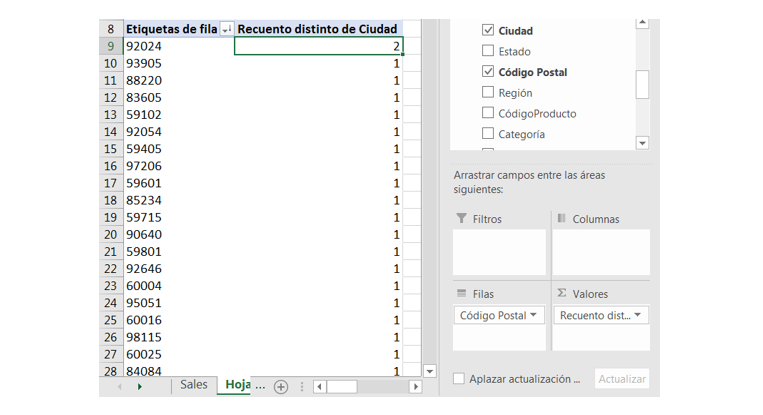 8 Etiquetas de fila Recuento distinto de Ciudad
9 92024 2
10 93905 1
11 88220 1
12 83605 1
13 59102 1
14 92054 1
15 59405 1
16 97206 1
17 59601 1
18 85234 1
19 59715 1
20 90640 1
21 59801 1
22 92646 1
23 60004 1
24 95051 1
25 60016 1
26 98115 1
27 60025 1
28 84084 1
Sales Hoja ...
Ciudad
Estado
Código Postal
Región
CódigoProducto
Categoría
Arrastrar campos entre las áreas
siguientes:
Filtros Columnas
Filas Σ Valores
Código Postal Recuento dist...
Aplazar actualización ... Actualizar